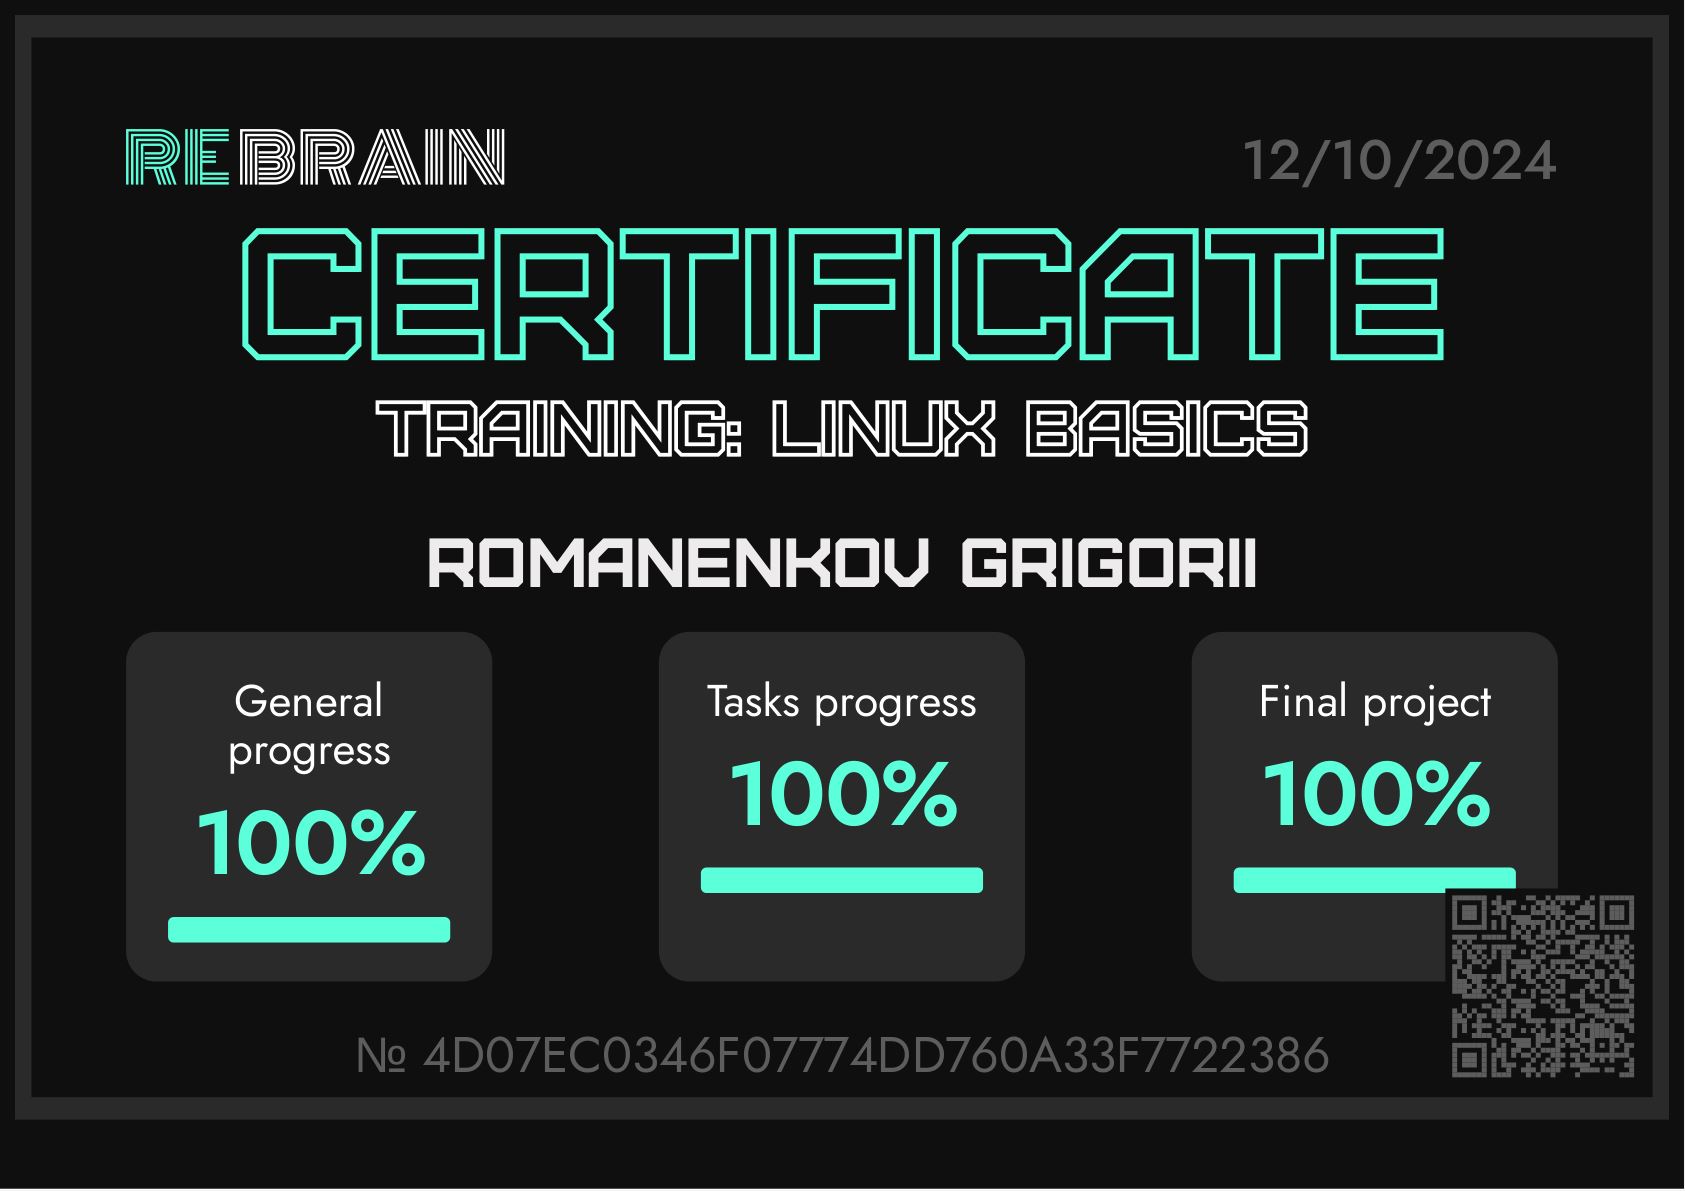 REBRAIN
12/10/2024
CERTIFICATE
TRAINING: LINUX BASICS
ROMANENKOV GRIGORII
General
progress
100%
Tasks progress
100%
Final project
100%
№ 4D07EC0346F07774DD760A33F7722386